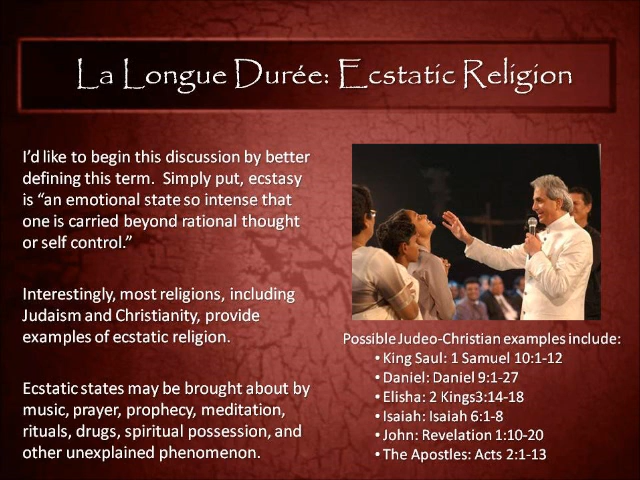 La Longue Durée: Ecstatic Religion
I'd like to begin this discussion by better
defining this term.  Simply put, ecstasy
is “an emotional state so intense that
one is carried beyond rational thought
or self control.”
Interestingly, most religions, including
Judaism and Christianity, provide
examples of ecstatic religion.
Ecstatic states may be brought about by
music, prayer, prophecy, meditation,
rituals, drugs, spiritual possession, and
other unexplained phenomenon.
Possible Judeo-Christian examples include:
• King Saul: 1 Samuel 10:1-12
• Daniel: Daniel 9:1-27
• Elisha: 2 Kings3:14-18
• Isaiah: Isaiah 6:1-8
• John: Revelation 1:10-20
• The Apostles: Acts 2:1-13